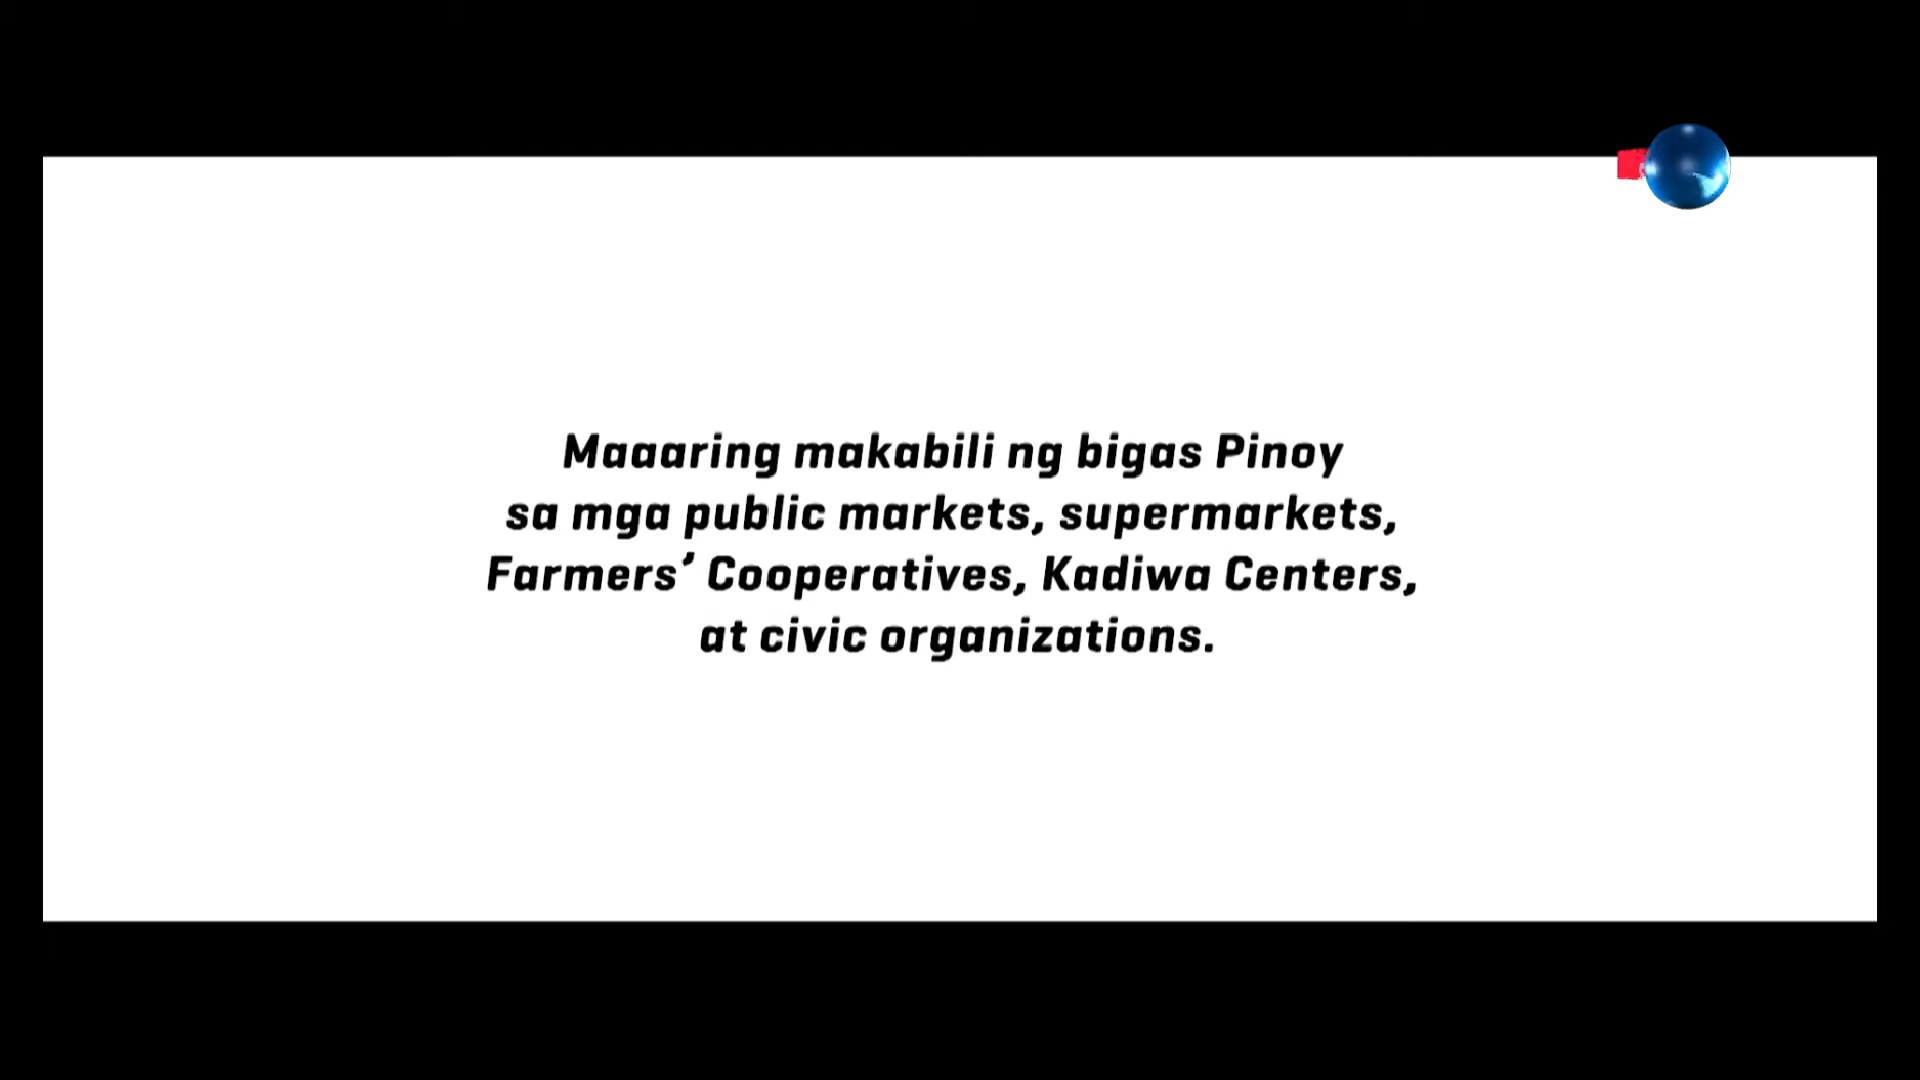 Maaaring makabili ng bigas Pinoy
sa mga public markets, supermarkets,
Farmers’ Cooperatives, Kadiwa Centers,
at civic organizations.